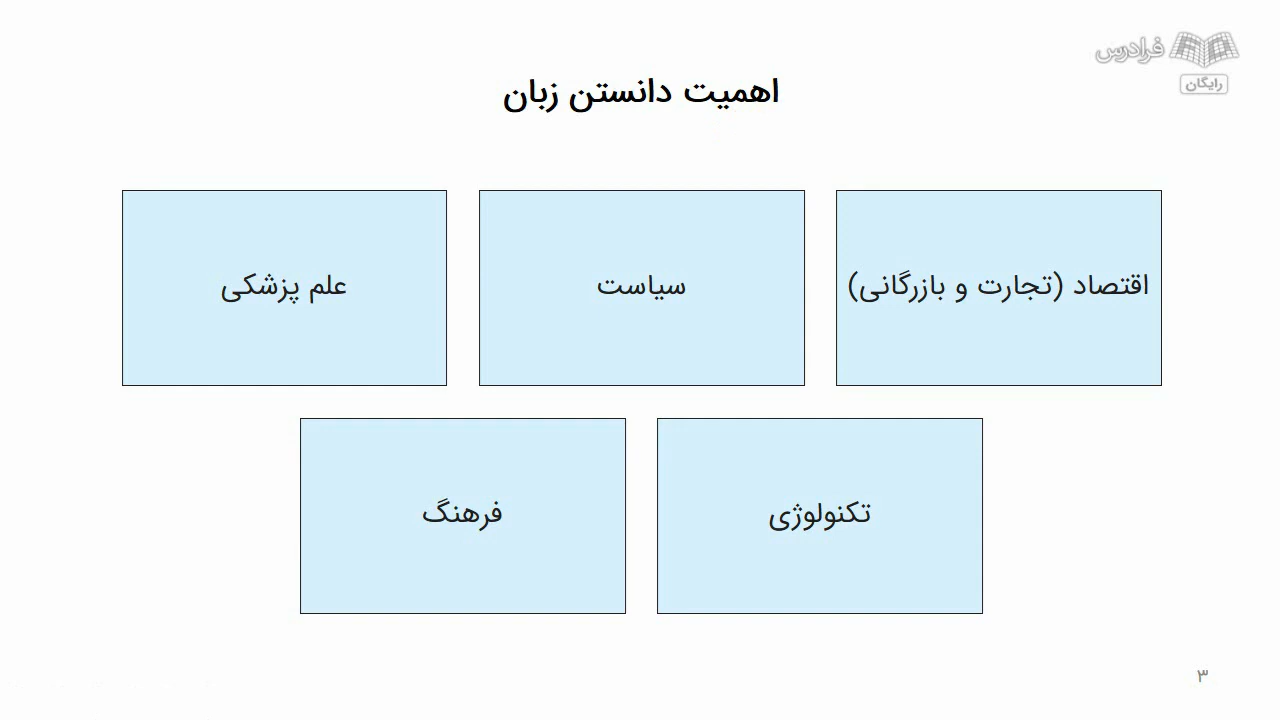 فرادرس
رایگان
اهمیت دانستن زبان
اقتصاد (تجارت و بازرگانی)
سیاست
علم پزشکی
تکنولوژی
فرهنگ
۳